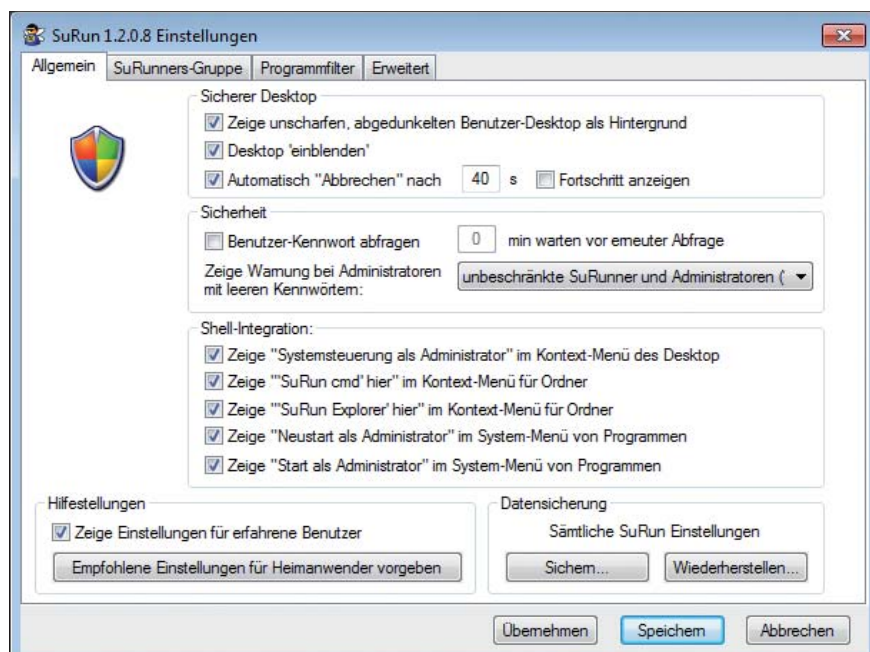 SuRun 1.2.0.8 Einstellungen
Allgemein SuRunners-Gruppe Programmfilter Erweitert
Sicherer Desktop
Zeige unscharfen, abgedunkelten Benutzer-Desktop als Hintergrund
Desktop 'einblenden'
Automatisch "Abbrechen" nach 40 s Fortschritt anzeigen
Sicherheit
Benutzer-Kennwort abfragen 0 min warten vor erneuter Abfrage
Zeige Warnung bei Administratoren
mit leeren Kennwörtern:
unbeschränkte SuRunner und Administratoren ("
Shell-Integration:
Zeige "Systemsteuerung als Administrator" im Kontext-Menü des Desktop
Zeige "'SuRun cmd' hier" im Kontext-Menü für Ordner
Zeige "'SuRun Explorer' hier" im Kontext-Menü für Ordner
Zeige "Neustart als Administrator" im System-Menü von Programmen
Zeige "Start als Administrator" im System-Menü von Programmen
Hilfestellungen
Zeige Einstellungen für erfahrene Benutzer
Empfohlene Einstellungen für Heimanwender vorgeben
Datensicherung
Sämtliche SuRun Einstellungen
Sichern... Wiederherstellen...
Übernehmen Speichern Abbrechen